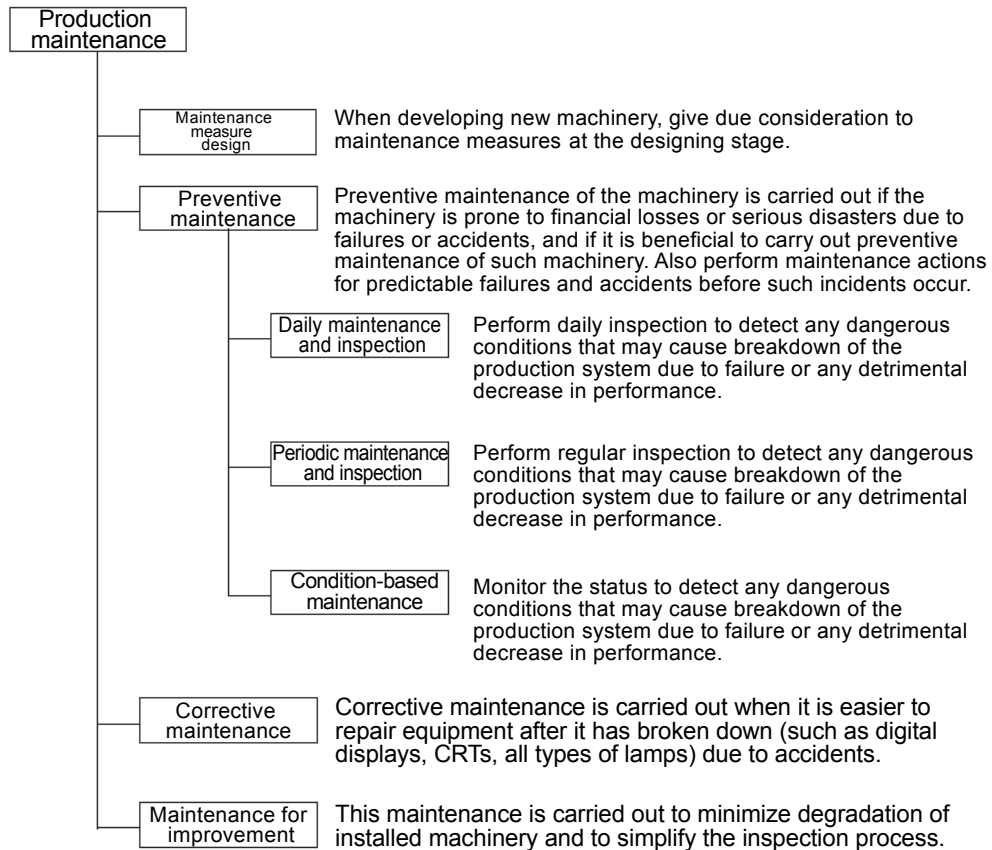 Production
maintenance
Maintenance
measure
design
When developing new machinery, give due consideration to
maintenance measures at the designing stage.
Preventive
maintenance
Preventive maintenance of the machinery is carried out if the
machinery is prone to financial losses or serious disasters due to
failures or accidents, and if it is beneficial to carry out preventive
maintenance of such machinery. Also perform maintenance actions
for predictable failures and accidents before such incidents occur.
Daily maintenance
and inspection
Perform daily inspection to detect any dangerous
conditions that may cause breakdown of the
production system due to failure or any detrimental
decrease in performance.
Periodic maintenance
and inspection
Perform regular inspection to detect any dangerous
conditions that may cause breakdown of the
production system due to failure or any detrimental
decrease in performance.
Condition-based
maintenance
Monitor the status to detect any dangerous
conditions that may cause breakdown of the
production system due to failure or any detrimental
decrease in performance.
Corrective
maintenance
Corrective maintenance is carried out when it is easier to
repair equipment after it has broken down (such as digital
displays, CRTs, all types of lamps) due to accidents.
Maintenance for
improvement
This maintenance is carried out to minimize degradation of
installed machinery and to simplify the inspection process.